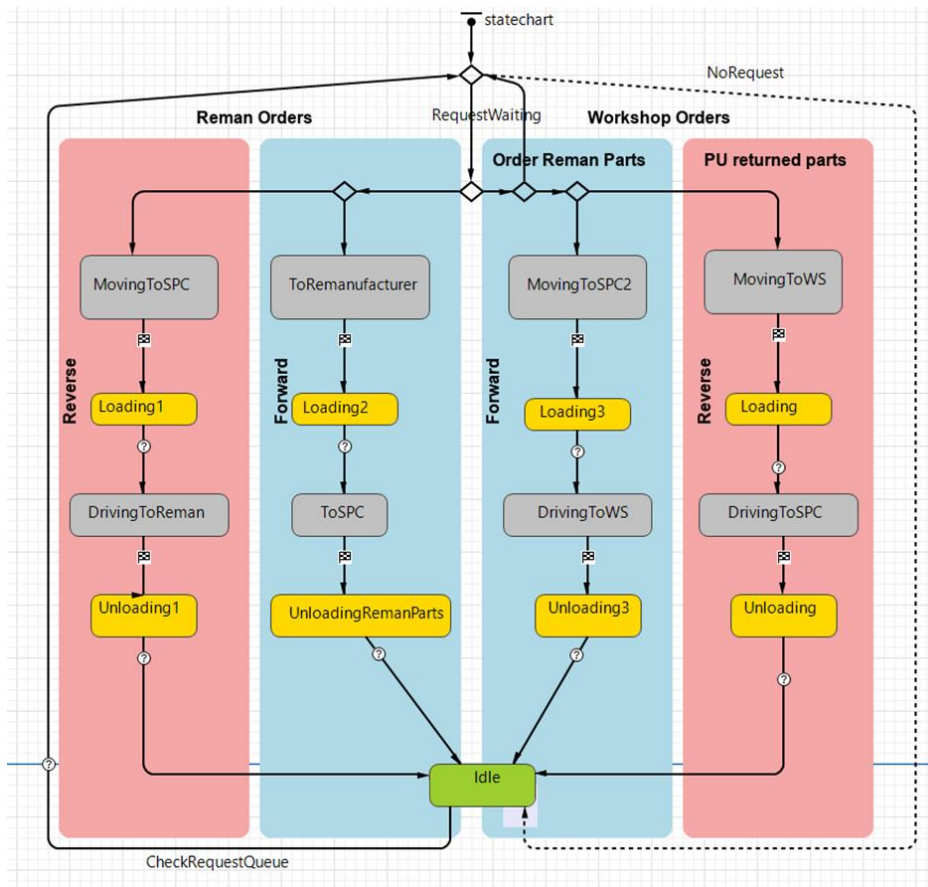 statechart
NoRequest
Reman Orders
RequestWaiting
Workshop Orders
Order Reman Parts
PU returned parts
MovingToSPC
ToRemanufacturer
MovingToSPC2
MovingToWS
Reverse
Forward
Forward
Reverse
Loading1
Loading2
Loading3
Loading
?
?
?
?
DrivingToReman
ToSPC
DrivingToWS
DrivingToSPC
Unloading1
UnloadingRemanParts
Unloading3
Unloading
?
?
?
?
?
Idle
CheckRequestQueue